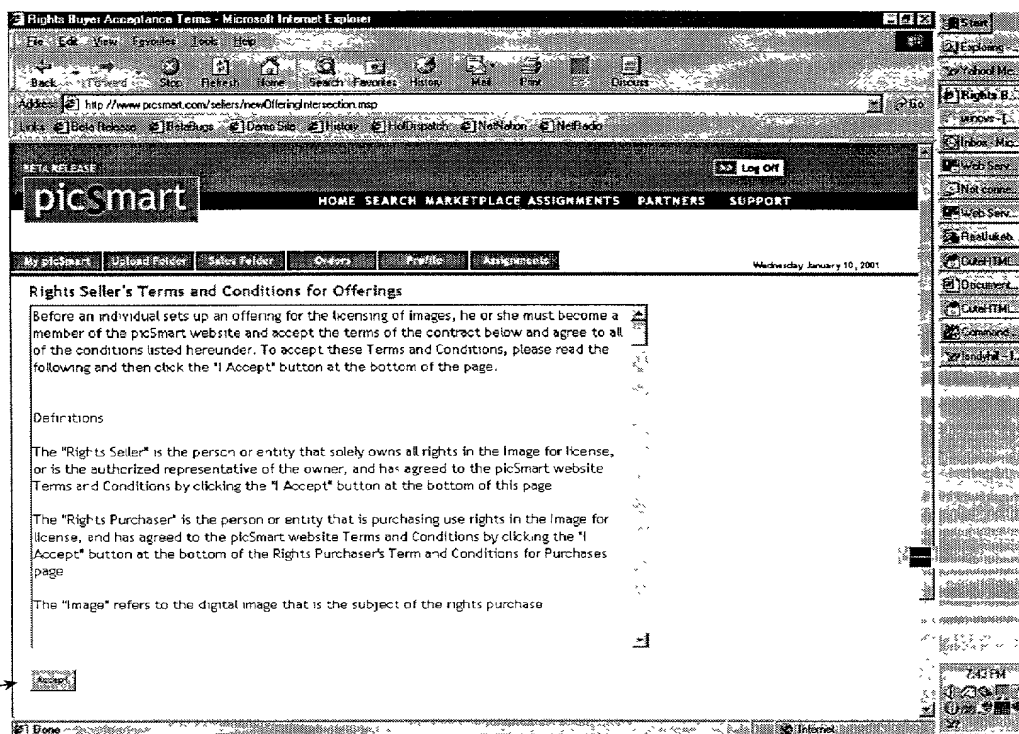 Rights Buyer Acceptance Terms - Microsoft Internet Explorer
File Edit View Favorites Tools Help
Back Forward Stop Refresh Home Search Favorites History Mail Print Discuss
Address http://www.picsmart.com/sellers/newOfferingIntersection.msp Go
Links Beta Release BetaBugs Demo Site History HotDispatch NetNation NetRadio
BETA RELEASE
picSmart
Log Off
HOME SEARCH MARKETPLACE ASSIGNMENTS PARTNERS SUPPORT
My picSmart Upload Folder Sales Folder Orders Profile Assignments
Wednesday January 10, 2001
Rights Seller's Terms and Conditions for Offerings
Before an individual sets up an offering for the licensing of images, he or she must become a
member of the picSmart website and accept the terms of the contract below and agree to all
of the conditions listed hereunder. To accept these Terms and Conditions, please read the
following and then click the "I Accept" button at the bottom of the page.
Definitions
The "Rights Seller" is the person or entity that solely owns all rights in the Image for license,
or is the authorized representative of the owner, and has agreed to the picSmart website
Terms and Conditions by clicking the "I Accept" button at the bottom of this page
The "Rights Purchaser" is the person or entity that is purchasing use rights in the Image for
license, and has agreed to the picSmart website Terms and Conditions by clicking the "I
Accept" button at the bottom of the Rights Purchaser's Term and Conditions for Purchases
page
The "Image" refers to the digital image that is the subject of the rights purchase
Accept
Done
Internet
Start
Exploring - ...
Yahoo! Me...
Rights B...
Inbox - Mic...
Web Serv...
Not conne...
Web Serv...
RealJukeb...
CuteHTML...
Document...
CuteHTML...
Command...
7:43 PM